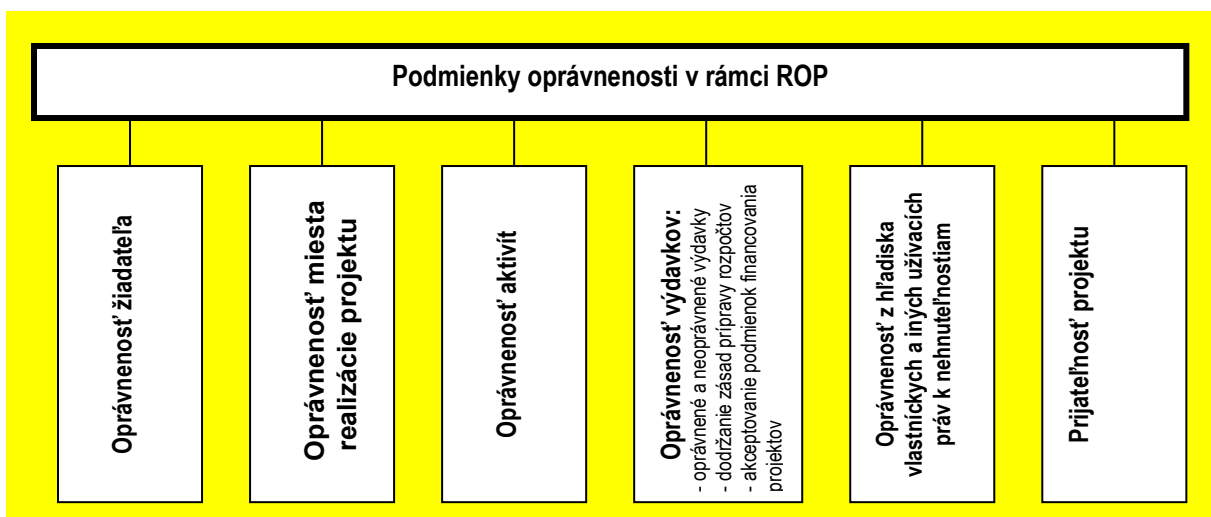 Podmienky oprávnenosti v rámci ROP
Oprávnenosť žiadateľa
Oprávnenosť miesta
realizácie projektu
Oprávnenosť aktivít
Oprávnenosť výdavkov:
- oprávnené a neoprávnené výdavky
- dodržanie zásad prípravy rozpočtov
- akceptovanie podmienok financovania
projektov
Oprávnenosť z hľadiska
vlastníckych a iných užívacích
práv k nehnuteľnostiam
Prijateľnosť projektu